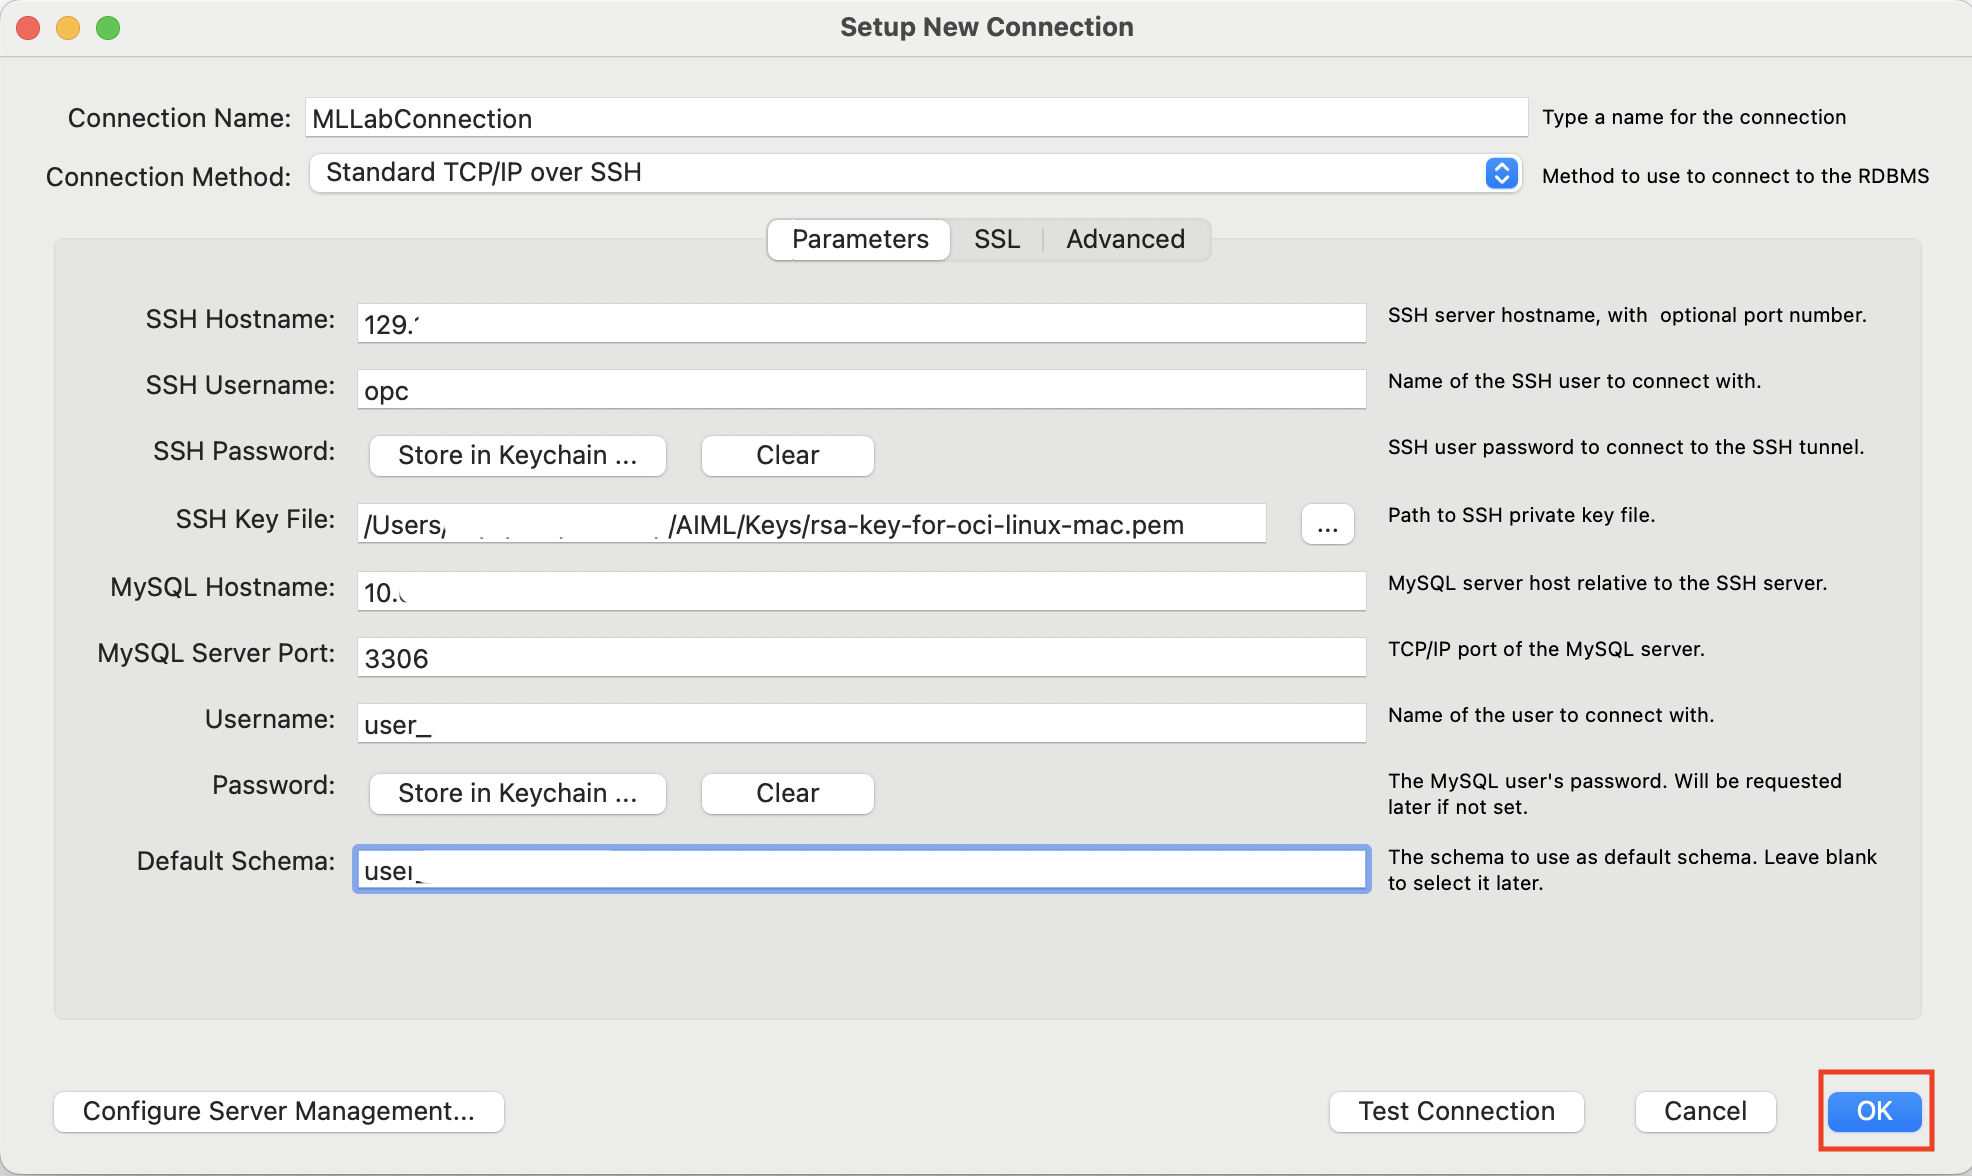 Setup New Connection
Connection Name: MLLabConnection Type a name for the connection
Connection Method: Standard TCP/IP over SSH Method to use to connect to the RDBMS
Parameters SSL Advanced
SSH Hostname: 129. SSH server hostname, with optional port number.
SSH Username: opc Name of the SSH user to connect with.
SSH Password: Store in Keychain ... Clear SSH user password to connect to the SSH tunnel.
SSH Key File: /Users/ /AIML/Keys/rsa-key-for-oci-linux-mac.pem ... Path to SSH private key file.
MySQL Hostname: 10. MySQL server host relative to the SSH server.
MySQL Server Port: 3306 TCP/IP port of the MySQL server.
Username: user_ Name of the user to connect with.
Password: Store in Keychain ... Clear The MySQL user's password. Will be requested
later if not set.
Default Schema: user_ The schema to use as default schema. Leave blank
to select it later.
Configure Server Management... Test Connection Cancel OK